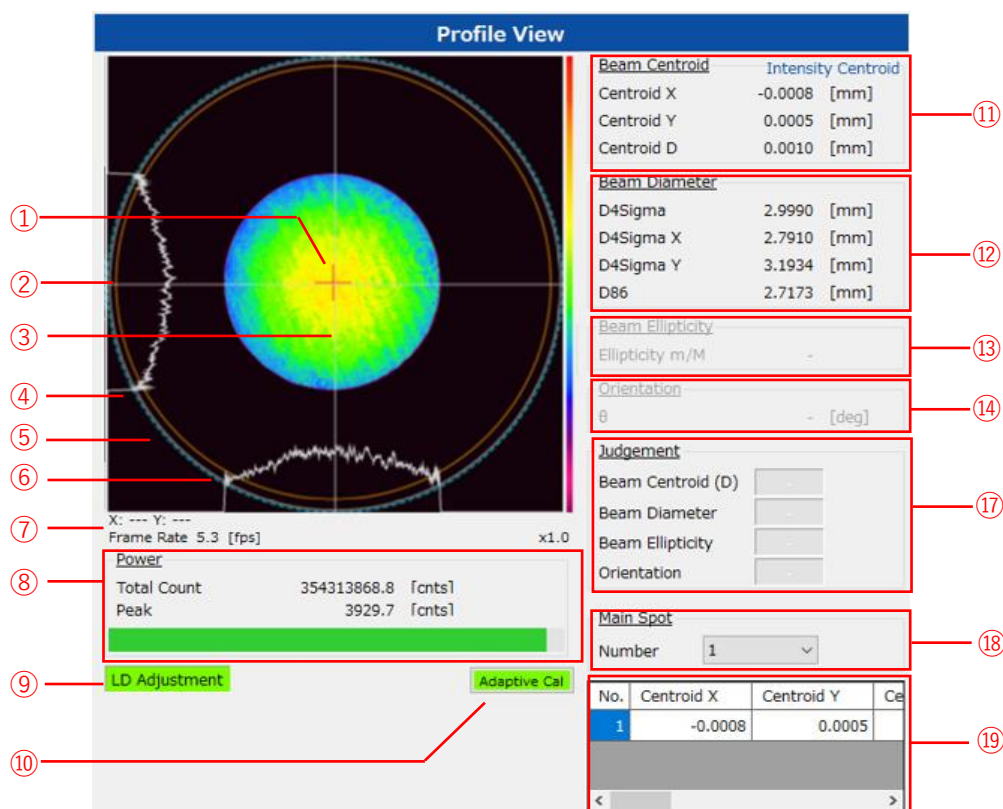 Profile View
①
②
③
④
⑤
⑥
⑦
X: --- Y: ---
Frame Rate 5.3 [fps] x1.0
⑧
Power
Total Count 354313868.8 [cnts]
Peak 3929.7 [cnts]
⑨
LD Adjustment
Adaptive Cal
⑩
Beam Centroid Intensity Centroid
Centroid X -0.0008 [mm]
Centroid Y 0.0005 [mm]
Centroid D 0.0010 [mm]
⑪
Beam Diameter
D4Sigma 2.9990 [mm]
D4Sigma X 2.7910 [mm]
D4Sigma Y 3.1934 [mm]
D86 2.7173 [mm]
⑫
Beam Ellipticity
Ellipticity m/M -
⑬
Orientation
θ - [deg]
⑭
Judgement
Beam Centroid (D) -
Beam Diameter -
Beam Ellipticity -
Orientation -
⑰
Main Spot
Number 1
⑱
No. Centroid X Centroid Y Ce
1 -0.0008 0.0005
⑲